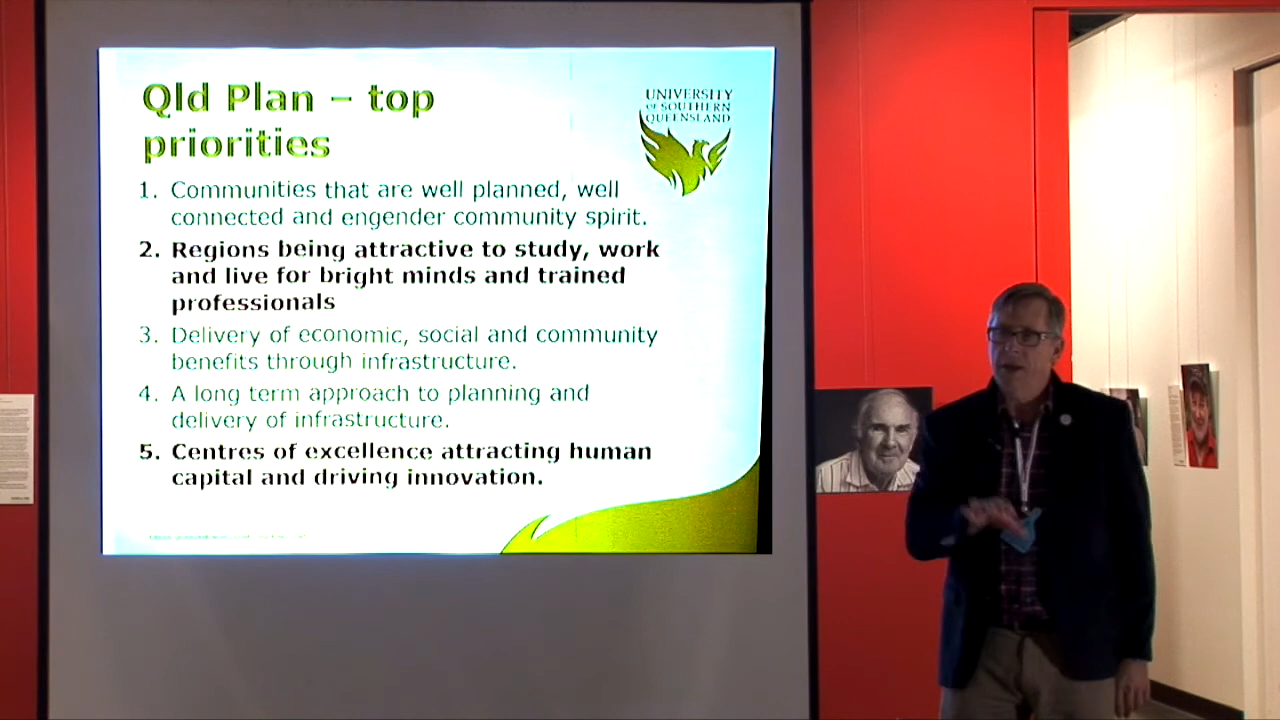 Qld Plan – top
priorities
UNIVERSITY
OF SOUTHERN
QUEENSLAND
1. Communities that are well planned, well
connected and engender community spirit.
2. Regions being attractive to study, work
and live for bright minds and trained
professionals
3. Delivery of economic, social and community
benefits through infrastructure.
4. A long term approach to planning and
delivery of infrastructure.
5. Centres of excellence attracting human
capital and driving innovation.